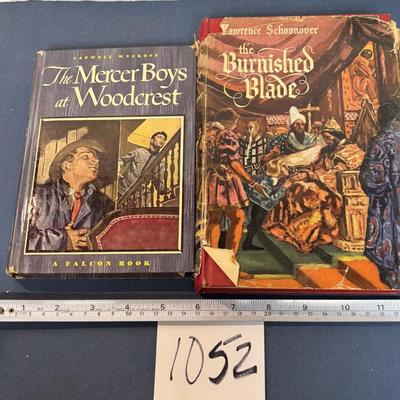 CAPWELL WYCKOFF
The Mercer Boys
at Woodcrest
A FALCON BOOK
Lawrence Schoonover
the
Burnished
Blade
1 2 3 4 5 6 7 8 9 10 11
1052